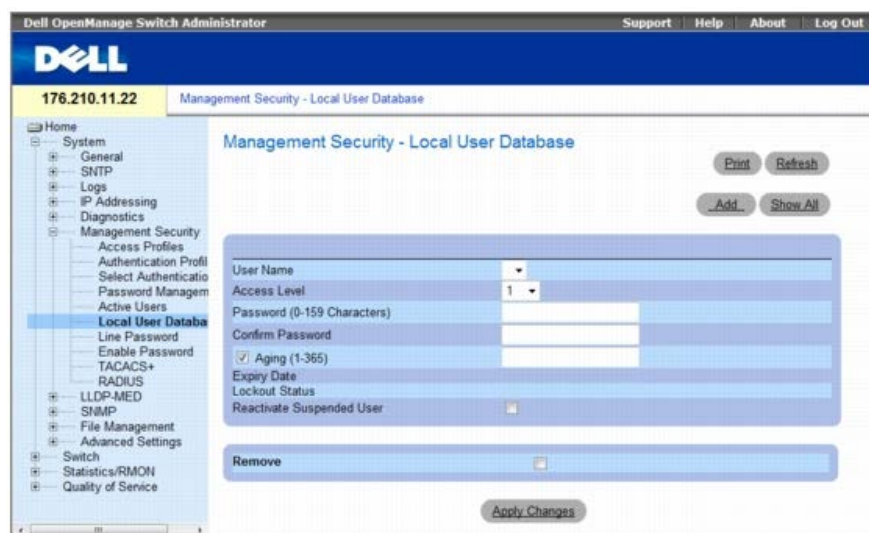 Dell OpenManage Switch Administrator
Support Help About Log Out
DELL
176.210.11.22
Management Security - Local User Database
Home
System
General
SNTP
Logs
IP Addressing
Diagnostics
Management Security
Access Profiles
Authentication Profil
Select Authenticatio
Password Managem
Active Users
Local User Databa
Line Password
Enable Password
TACACS+
RADIUS
LLDP-MED
SNMP
File Management
Advanced Settings
Switch
Statistics/RMON
Quality of Service
Management Security - Local User Database
Print Refresh
Add Show All
User Name
Access Level 1
Password (0-159 Characters)
Confirm Password
Aging (1-365)
Expiry Date
Lockout Status
Reactivate Suspended User
Remove
Apply Changes